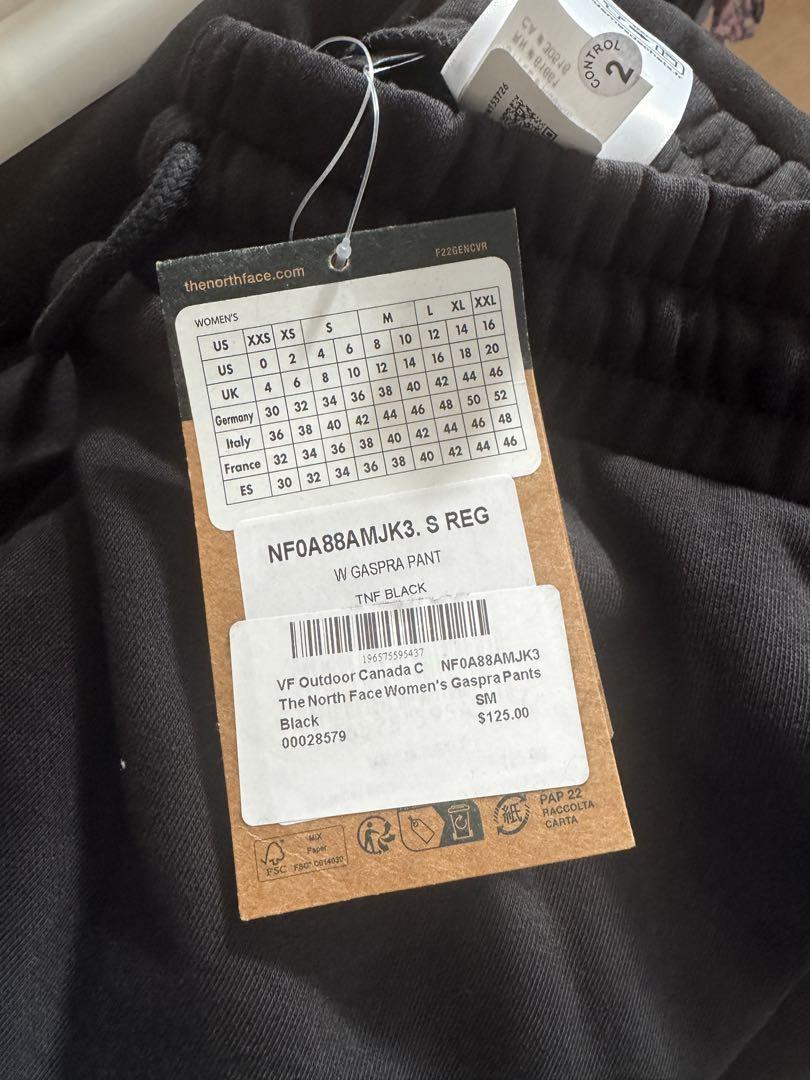 CONTROL
2
thenorthface.com
F22GENCVR
WOMEN'S
US XXS XS S M L XL XXL
US 0 2 4 6 8 10 12 14 16
UK 4 6 8 10 12 14 16 18 20
Germany 30 32 34 36 38 40 42 44 46
Italy 36 38 40 42 44 46 48 50 52
France 32 34 36 38 40 42 44 46 48
ES 30 32 34 36 38 40 42 44 46
NF0A88AMJK3. S REG
W GASPRA PANT
TNF BLACK
196575595437
VF Outdoor Canada C NF0A88AMJK3
The North Face Women's Gaspra Pants
Black SM
00028579 $125.00
MIX
Paper
FSC FSC® C014030
紙
PAP 22
RACCOLTA
CARTA